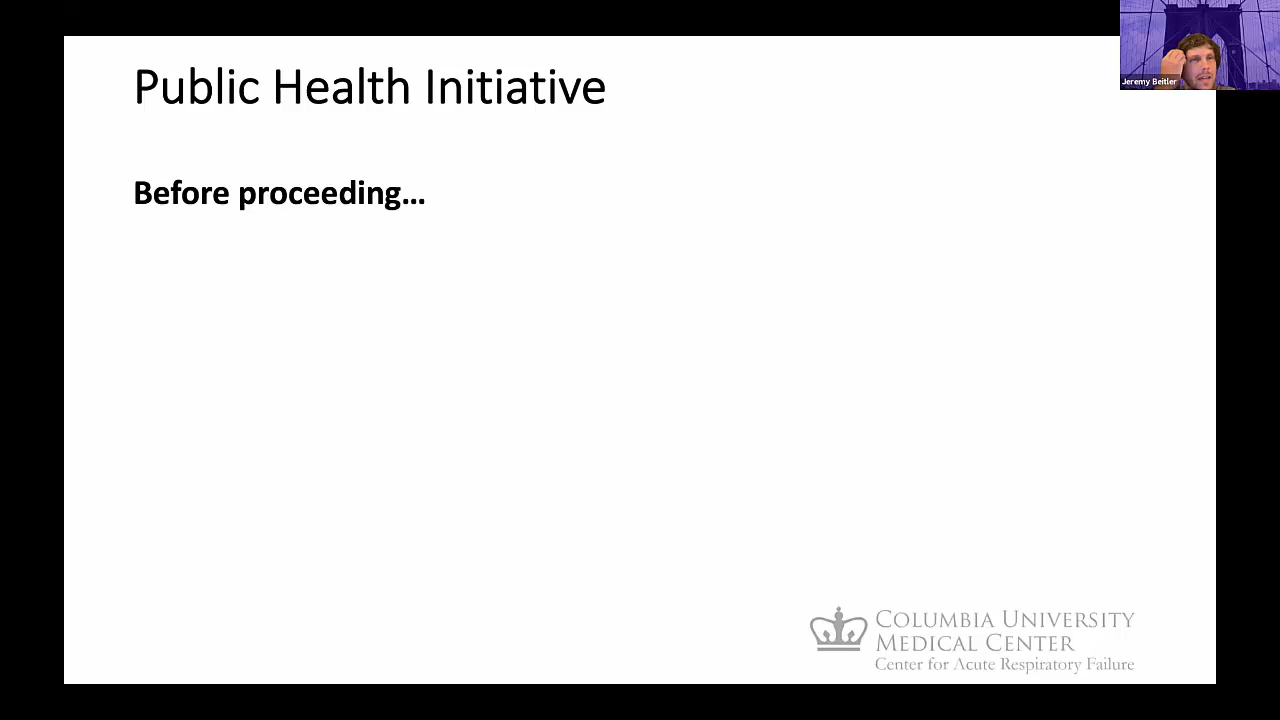 Public Health Initiative
Jeremy Beitler
Before proceeding...
COLUMBIA UNIVERSITY
MEDICAL CENTER
Center for Acute Respiratory Failure